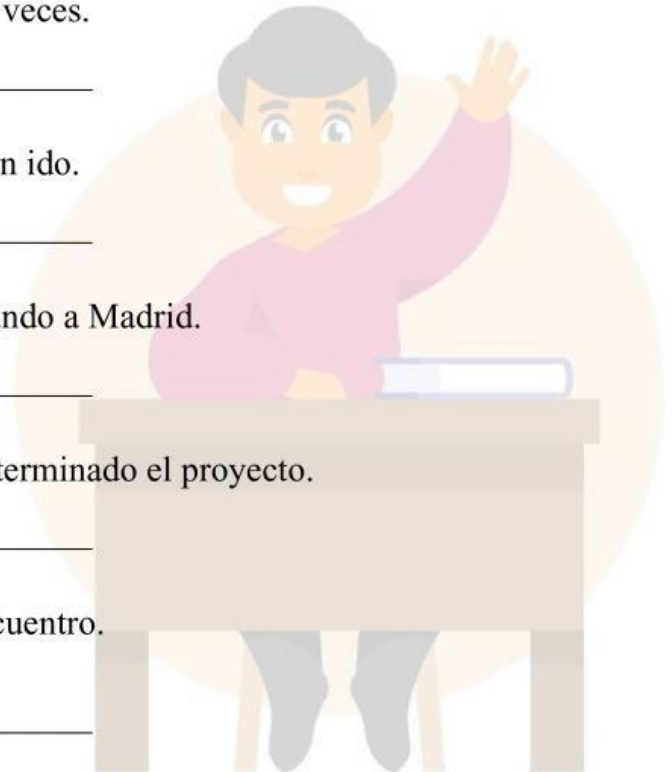 veces.
n ido.
ndo a Madrid.
terminado el proyecto.
cuentro.